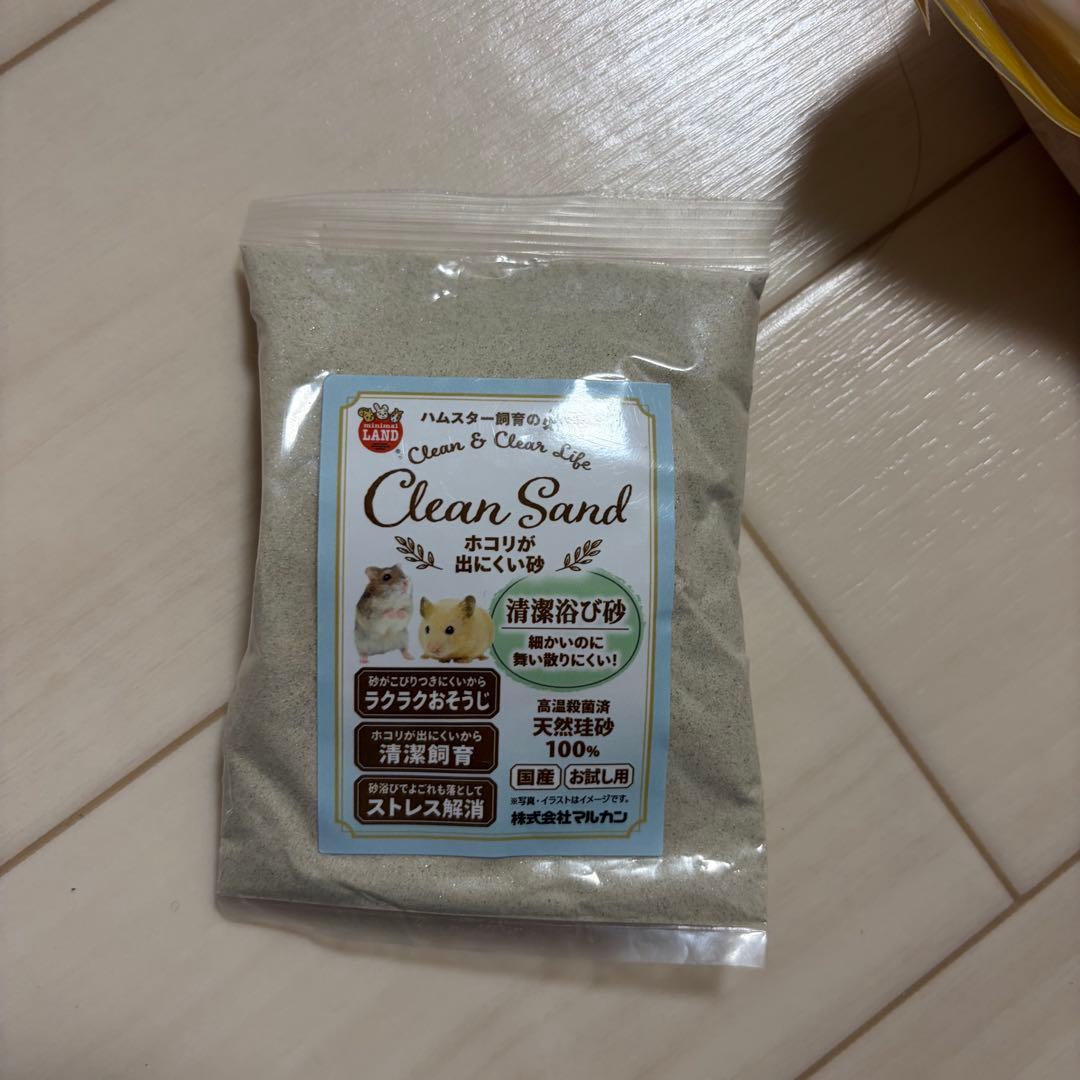 minimal
LAND
ハムスター飼育の
Clean & Clear Life
Clean Sand
ホコリが
出にくい砂
清潔浴び砂
細かいのに
舞い散りにくい!
砂がこびりつきにくいから
ラクラクおそうじ
ホコリが出にくいから
清潔飼育
砂浴びでよごれも落として
ストレス解消
高温殺菌済
天然珪砂
100%
国産 お試し用
※写真・イラストはイメージです。
株式会社マルカン